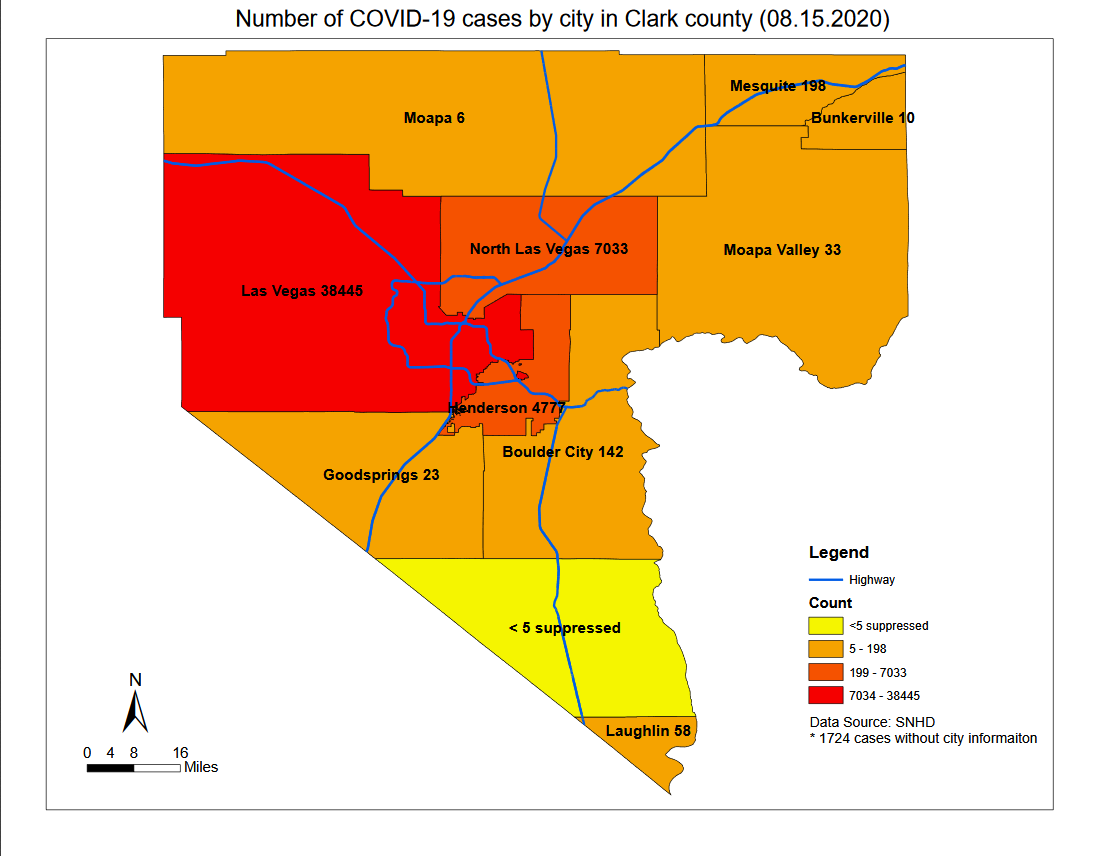 Number of COVID-19 cases by city in Clark county (08.15.2020)
Mesquite 198
Moapa 6
Bunkerville 10
North Las Vegas 7033
Moapa Valley 33
Las Vegas 38445
Henderson 4777
Boulder City 142
Goodsprings 23
< 5 suppressed
Laughlin 58
Legend
Highway
Count
<5 suppressed
5 - 198
199 - 7033
7034 - 38445
Data Source: SNHD
* 1724 cases without city informaiton
N
0 4 8 16
Miles